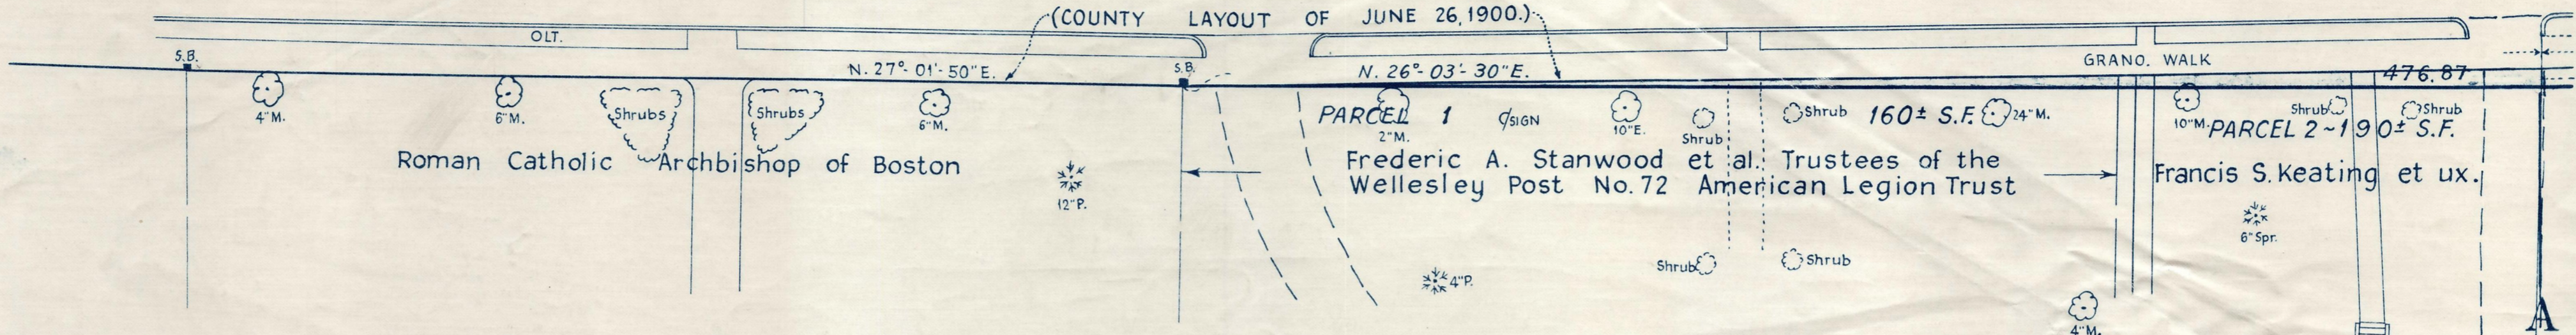 (COUNTY LAYOUT OF JUNE 26, 1900.)
OLT.
S.B.
N. 27°- 01'- 50" E.
S.B.
N. 26°- 03'- 30" E.
GRANO. WALK
476.87
4" M.
6" M.
Shrubs
Shrubs
6" M.
PARCEL 1
2" M.
SIGN
10" E.
Shrub
Shrub
160± S.F.
24" M.
10" M.
Shrub
Shrub
PARCEL 2~190± S.F.
Roman Catholic Archbishop of Boston
12" P.
Frederic A. Stanwood et al. Trustees of the
Wellesley Post No. 72 American Legion Trust
Francis S. Keating et ux.
6" Spr.
4" P.
Shrub
Shrub
4" M.
A